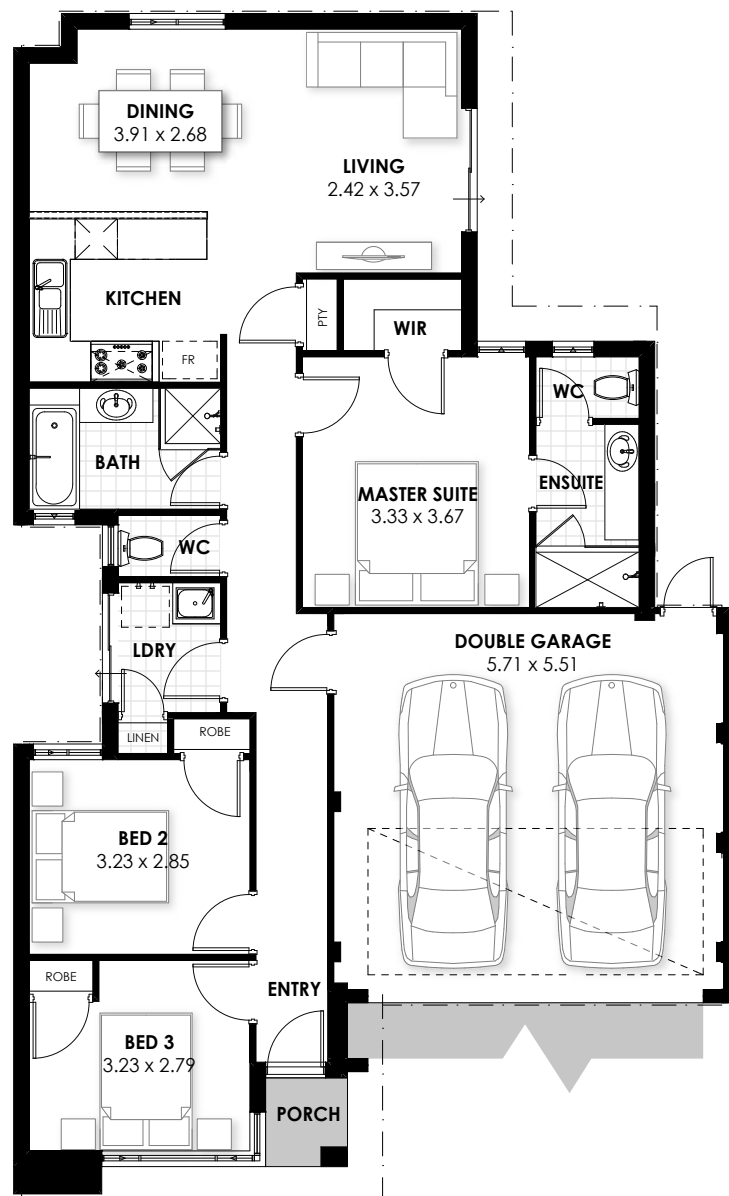 DINING
3.91 x 2.68
LIVING
2.42 x 3.57
KITCHEN
PTY
WIR
FR
WC
BATH
ENSUITE
MASTER SUITE
3.33 x 3.67
WC
LDRY
DOUBLE GARAGE
5.71 x 5.51
LINEN
ROBE
BED 2
3.23 x 2.85
ROBE
ENTRY
BED 3
3.23 x 2.79
PORCH